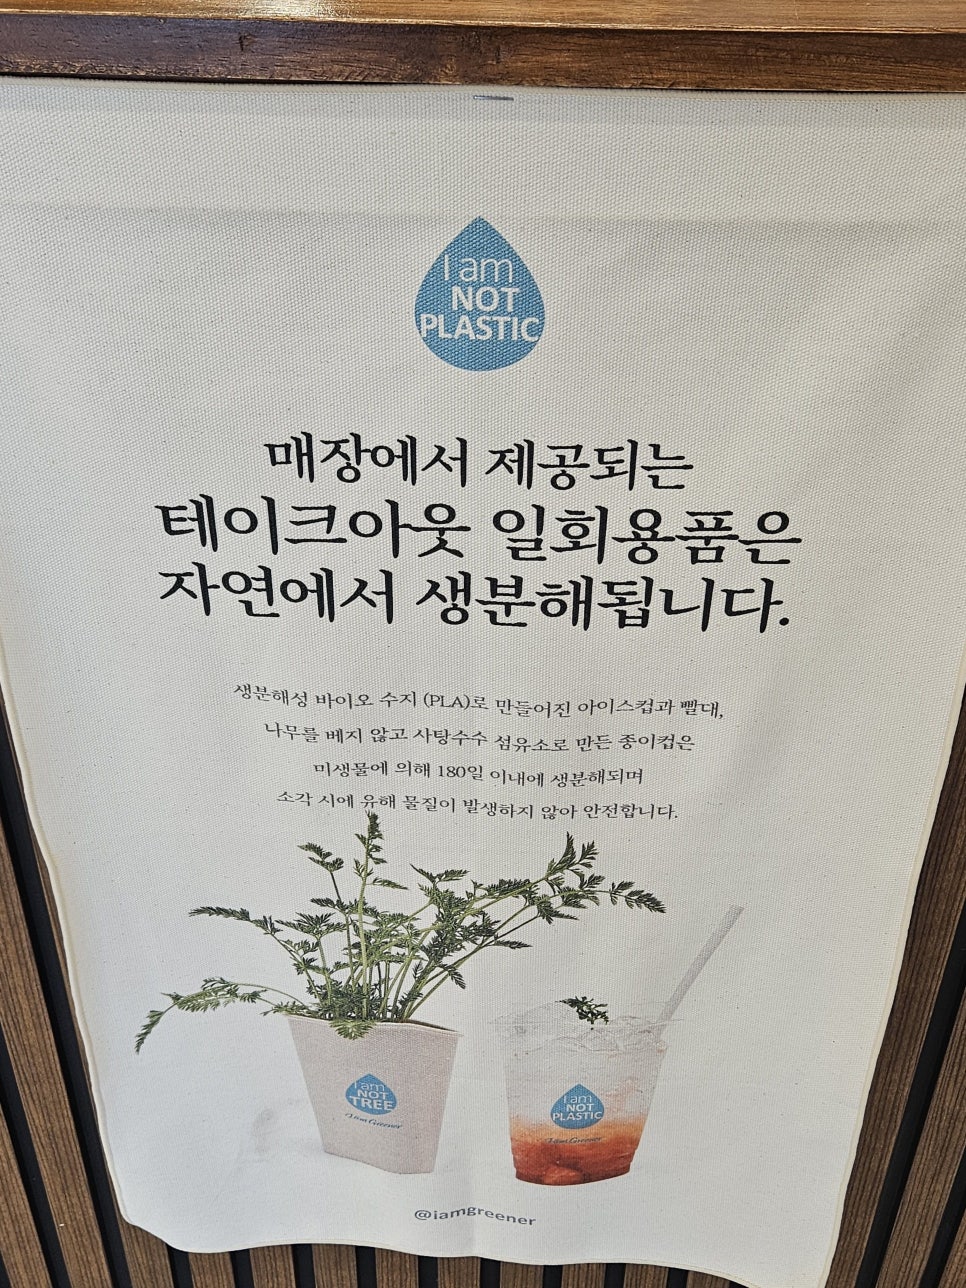 I am
NOT
PLASTIC
매장에서 제공되는
테이크아웃 일회용품은
자연에서 생분해됩니다.
생분해성 바이오 수지 (PLA)로 만들어진 아이스컵과 빨대,
나무를 베지 않고 사탕수수 섬유소로 만든 종이컵은
미생물에 의해 180일 이내에 생분해되며
소각 시에 유해 물질이 발생하지 않아 안전합니다.
I am
NOT
TREE
I am Greener
I am
NOT
PLASTIC
I am Greener
@iamgreener